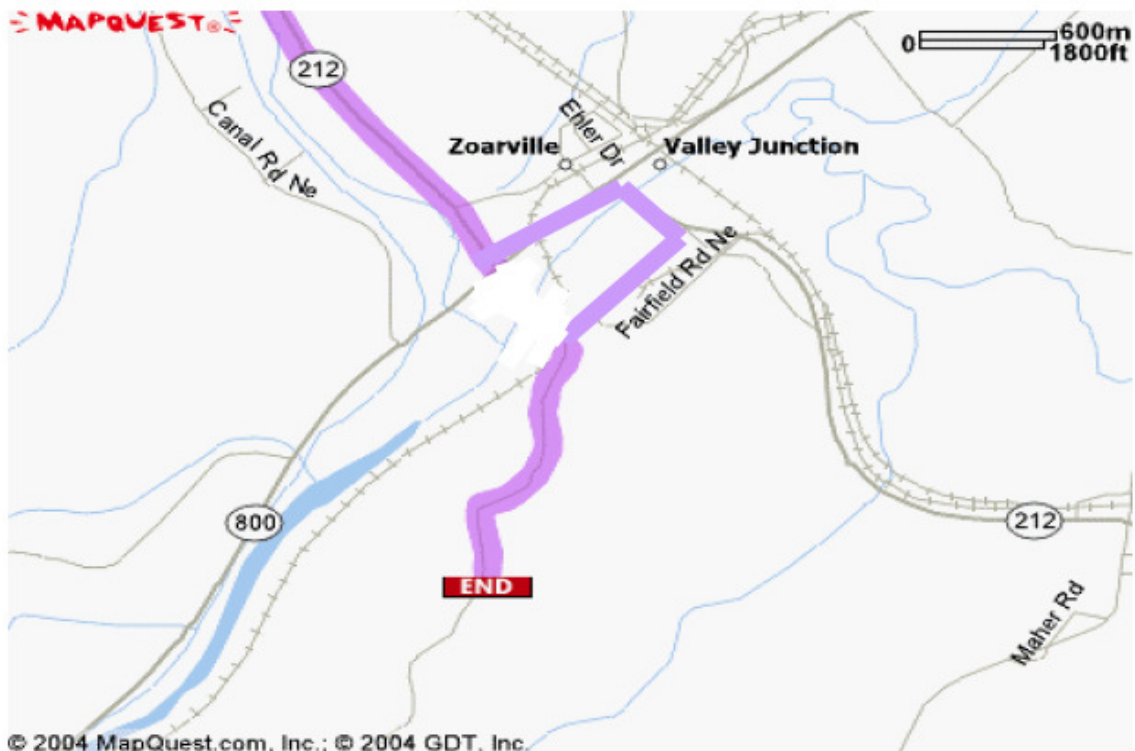 MAPQUEST®
600m
0
1800ft
212
Canal Rd Ne
Ehler Dr
Zoarville
Valley Junction
Fairfield Rd Ne
800
212
END
Maher Rd
© 2004 MapQuest.com, Inc.; © 2004 GDT, Inc.